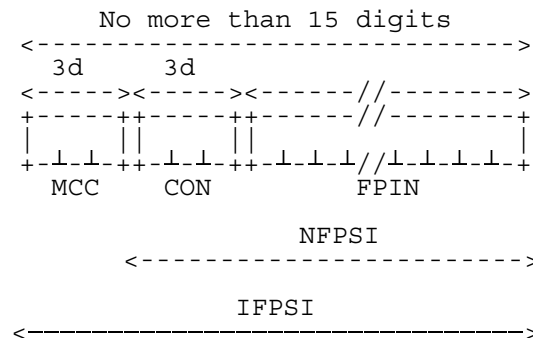 No more than 15 digits
3d 3d
MCC CON FPIN
NFPSI
IFPSI